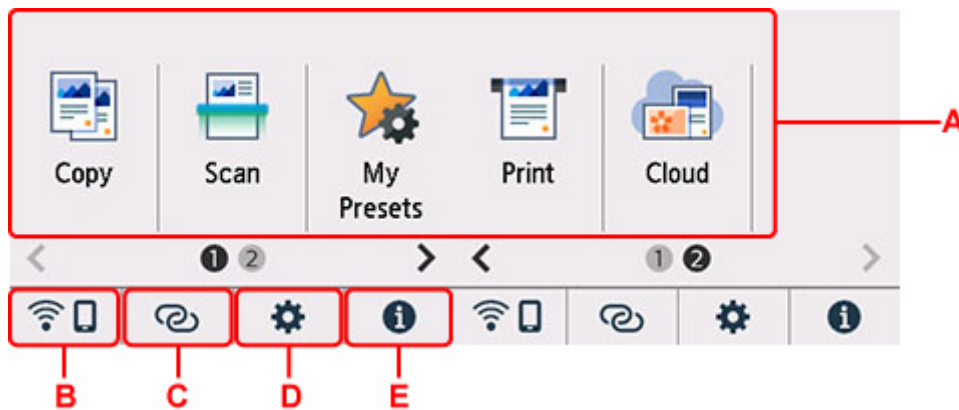 A
Copy
Scan
My
Presets
Print
Cloud
1 2
1 2
B
C
D
E